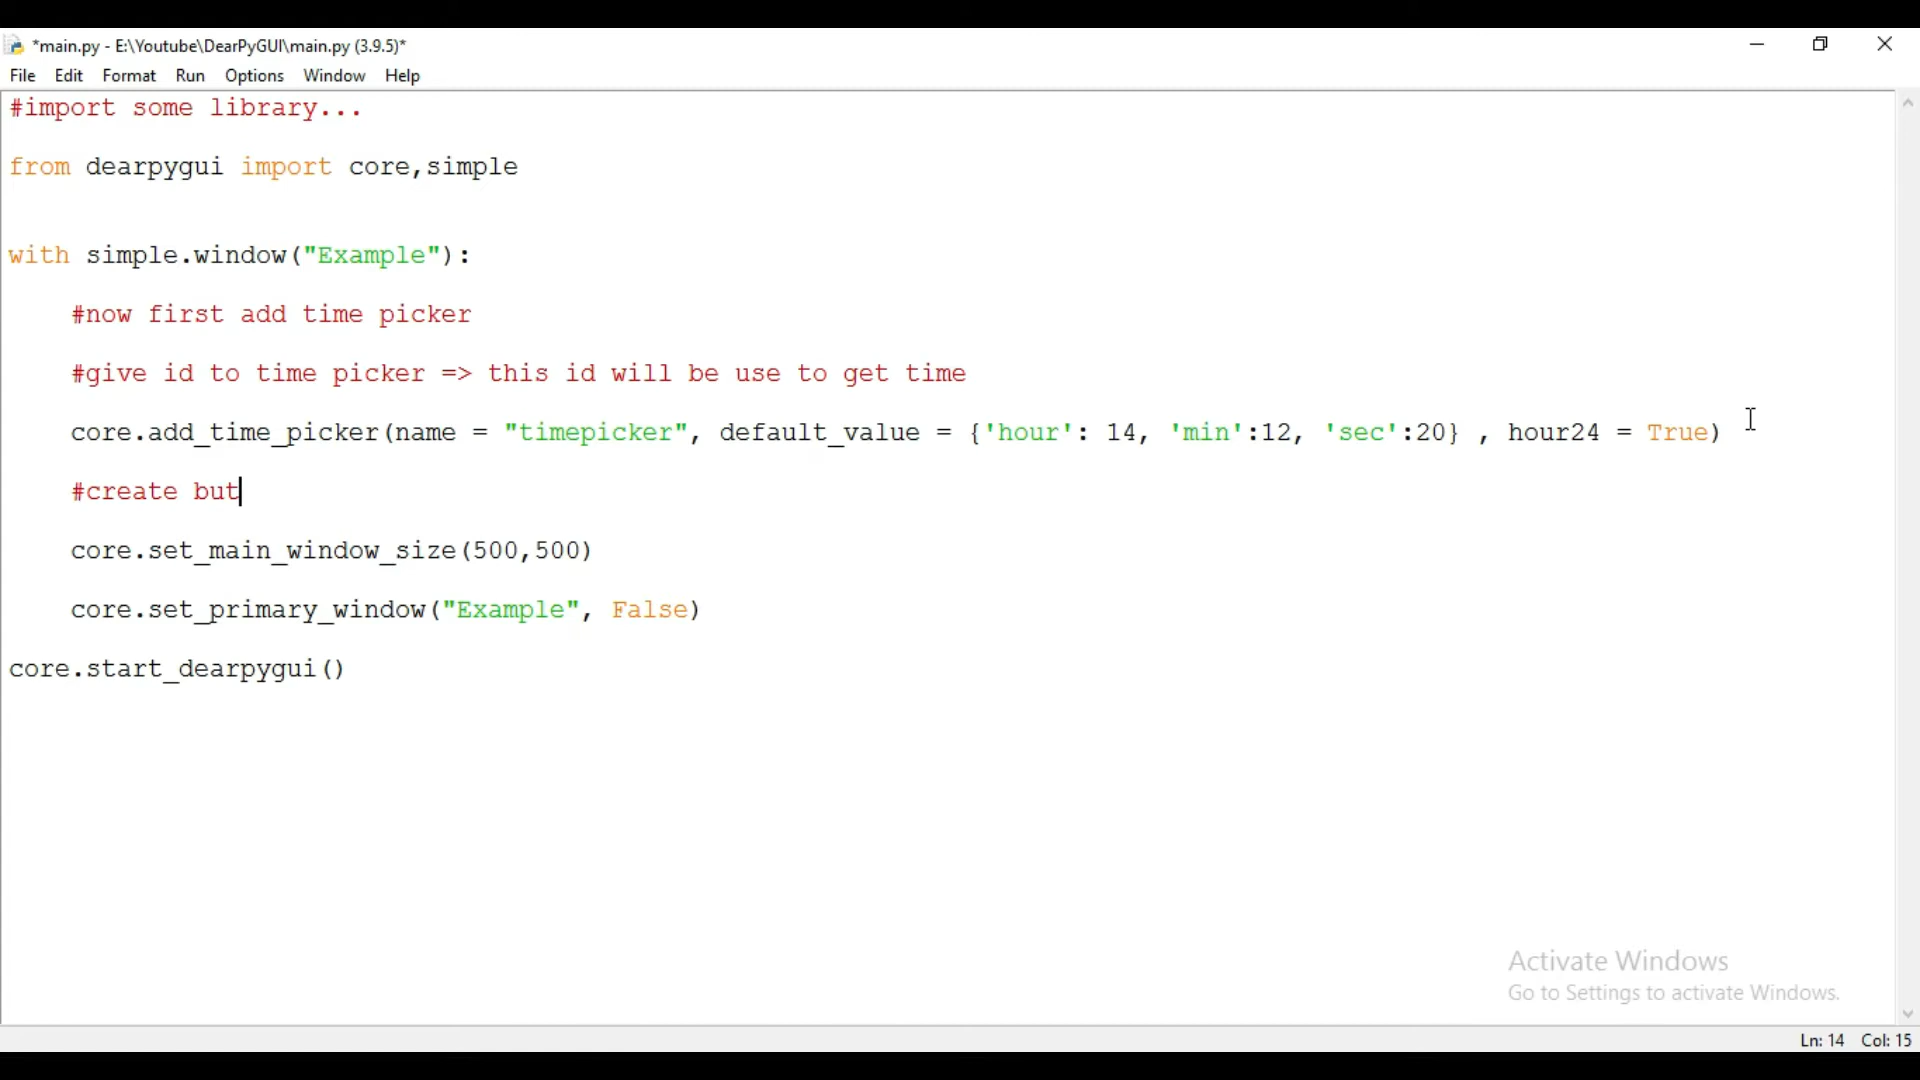 *main.py - E:\Youtube\DearPyGUI\main.py (3.9.5)*
File Edit Format Run Options Window Help
#import some library...
from dearpygui import core,simple
with simple.window("Example"):
#now first add time picker
#give id to time picker => this id will be use to get time
core.add_time_picker(name = "timepicker", default_value = {'hour': 14, 'min':12, 'sec':20} , hour24 = True)
#create but
core.set_main_window_size(500,500)
core.set_primary_window("Example", False)
core.start_dearpygui()
Activate Windows
Go to Settings to activate Windows.
Ln: 14 Col: 15